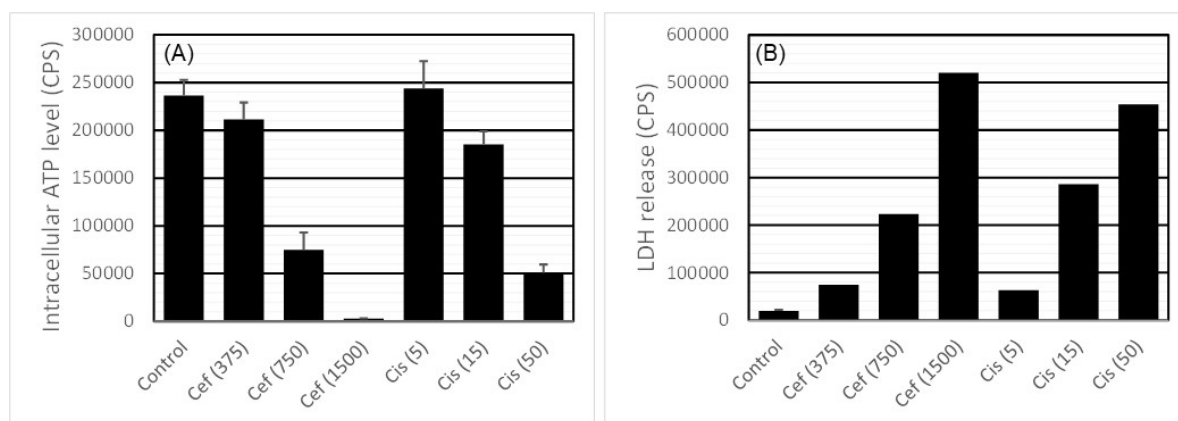 (A)
Intracellular ATP level (CPS)
300000
250000
200000
150000
100000
50000
0
Control
Cef (375)
Cef (750)
Cef (1500)
Cis (5)
Cis (15)
Cis (50)
(B)
LDH release (CPS)
600000
500000
400000
300000
200000
100000
0
Control
Cef (375)
Cef (750)
Cef (1500)
Cis (5)
Cis (15)
Cis (50)